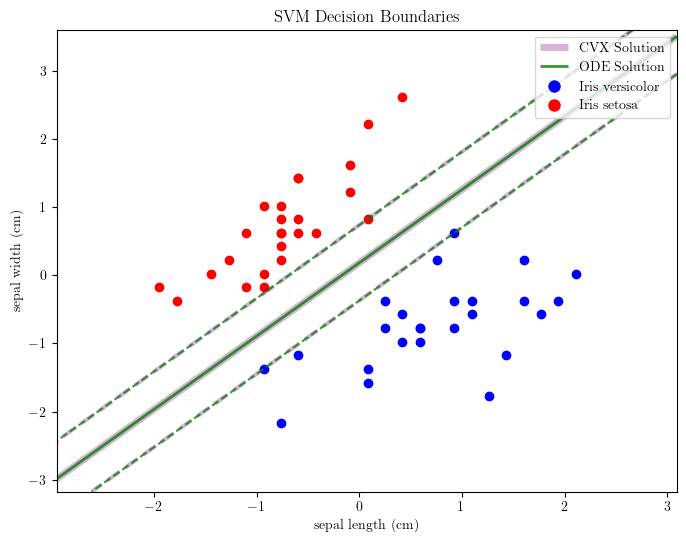 SVM Decision Boundaries
CVX Solution
ODE Solution
Iris versicolor
Iris setosa
3
2
1
0
−1
−2
−3
sepal width (cm)
−2
−1
0
1
2
3
sepal length (cm)